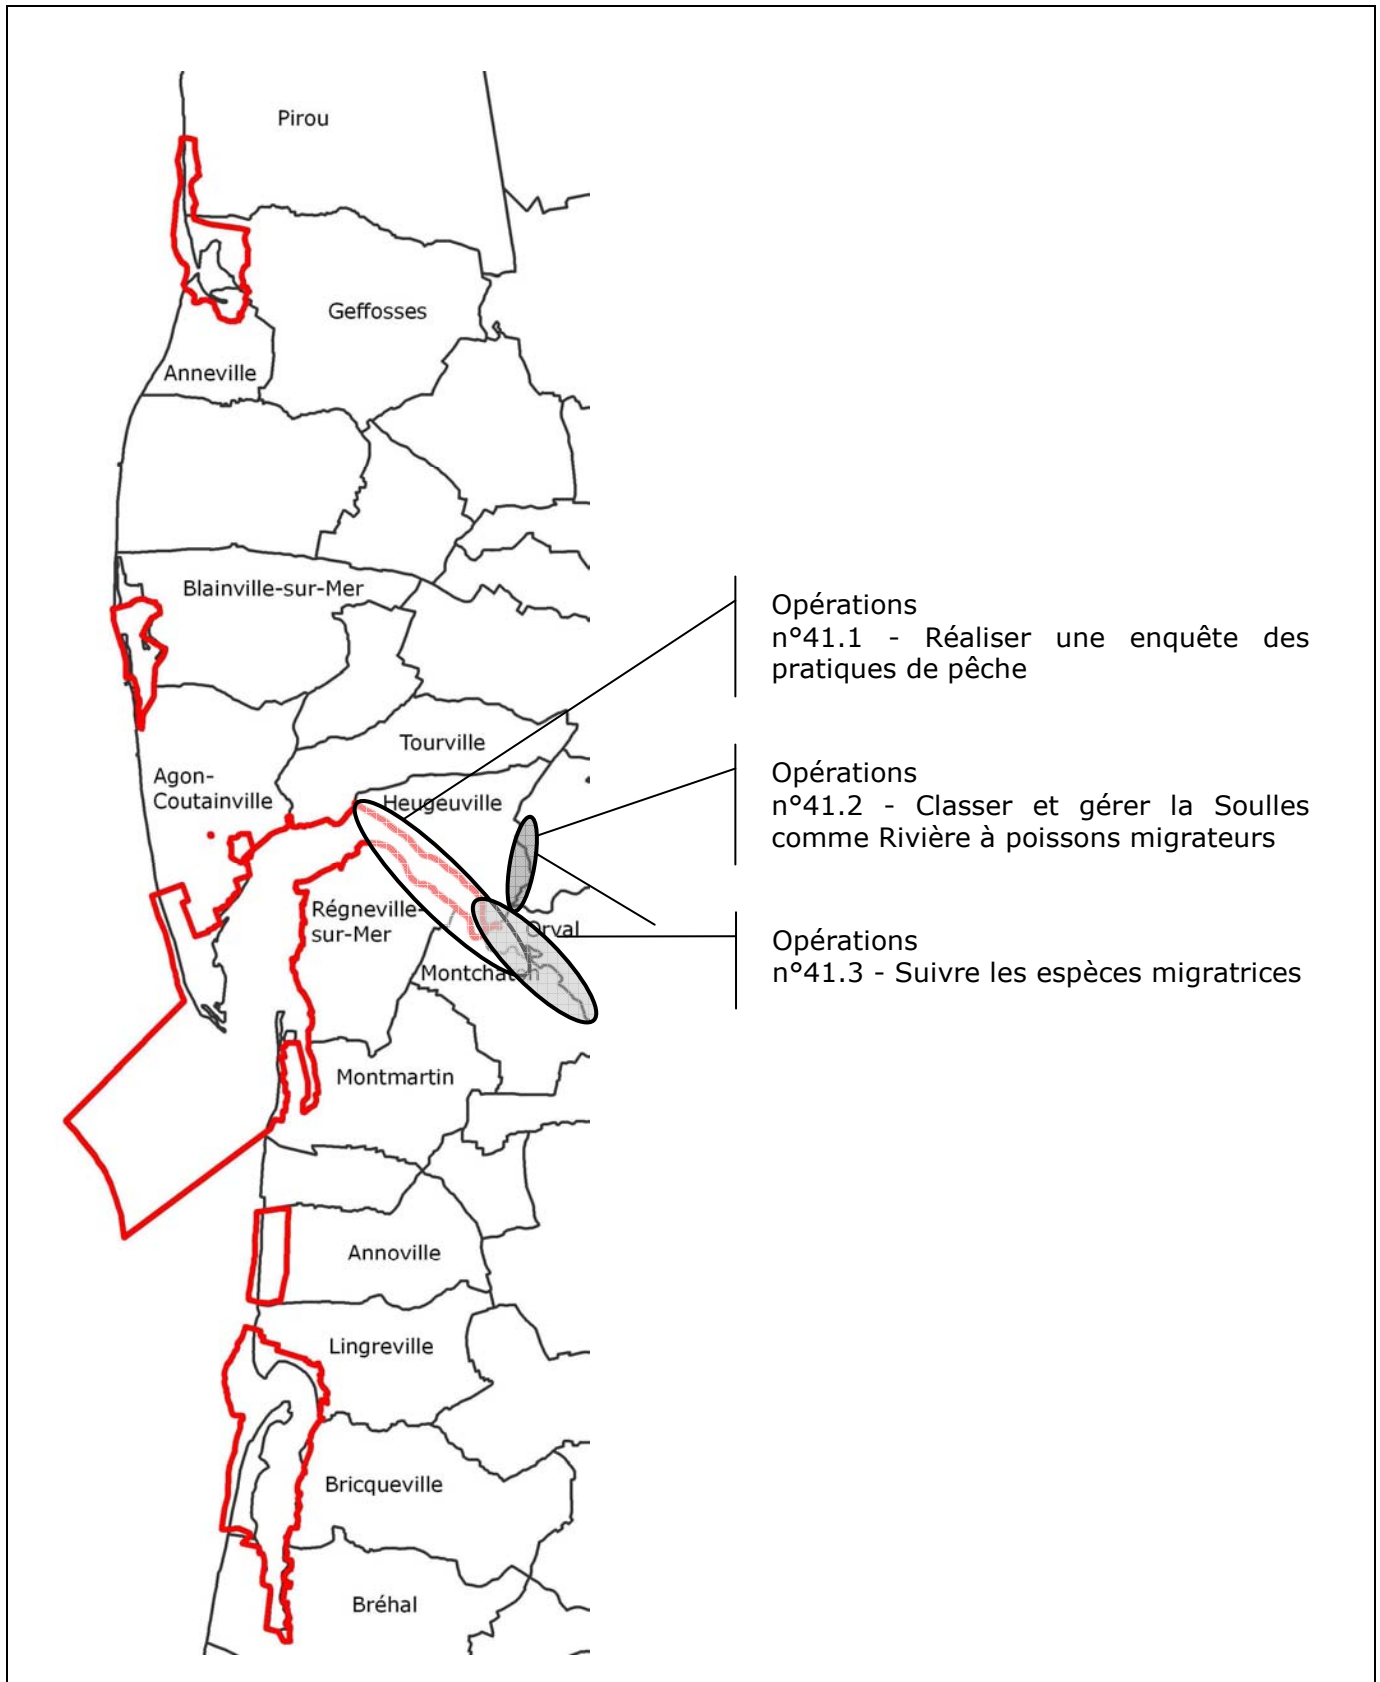 Pirou
Geffosses
Anneville
Blainville-sur-Mer
Tourville
Agon-
Coutainville
Heugeuville
Régneville-
sur-Mer
Orval
Montchaton
Montmartin
Annoville
Lingreville
Bricqueville
Bréhal
Opérations
n°41.1 - Réaliser une enquête des
pratiques de pêche
Opérations
n°41.2 - Classer et gérer la Soulles
comme Rivière à poissons migrateurs
Opérations
n°41.3 - Suivre les espèces migratrices